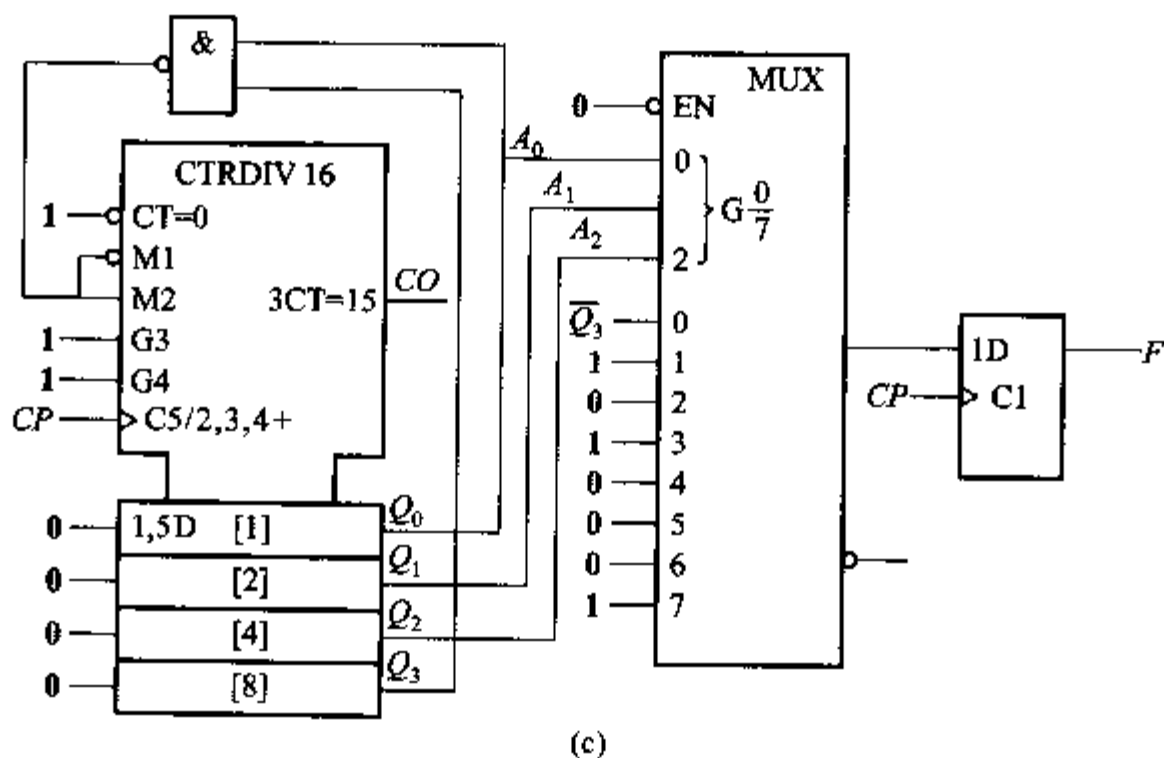 &
MUX
0
EN
A₀
0
CTRDIV 16
A₁
G 0/7
1
CT=0
A₂
2
M1
CO
M2
3CT=15
Q̅₃
0
1
G3
1
1
1D
F
1
G4
0
2
CP
C1
CP
C5/2,3,4+
1
3
0
4
0
1,5D
[1]
Q₀
0
5
0
[2]
Q₁
0
6
0
[4]
Q₂
1
7
0
[8]
Q₃
(c)